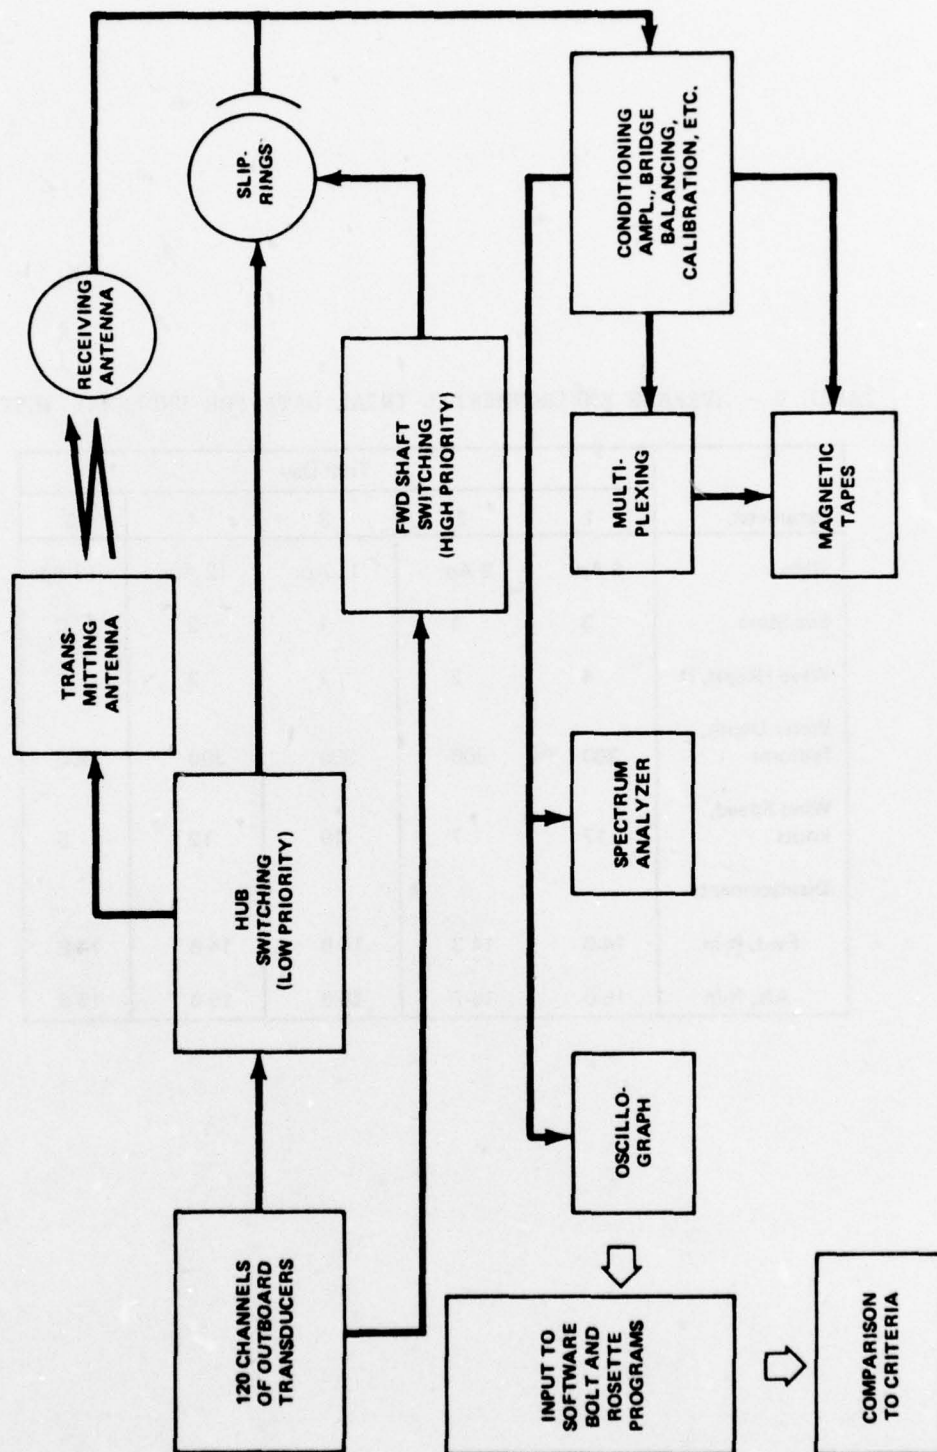 120 CHANNELS
OF OUTBOARD
TRANSDUCERS
HUB
SWITCHING
(LOW PRIORITY)
TRANS-
MITTING
ANTENNA
RECEIVING
ANTENNA
SLIP-
RINGS
FWD SHAFT
SWITCHING
(HIGH PRIORITY)
CONDITIONING
AMPL., BRIDGE
BALANCING,
CALIBRATION, ETC.
MULTI-
PLEXING
MAGNETIC
TAPES
SPECTRUM
ANALYZER
OSCILLO-
GRAPH
INPUT TO
SOFTWARE
BOLT AND
ROSETTE
PROGRAMS
COMPARISON
TO CRITERIA